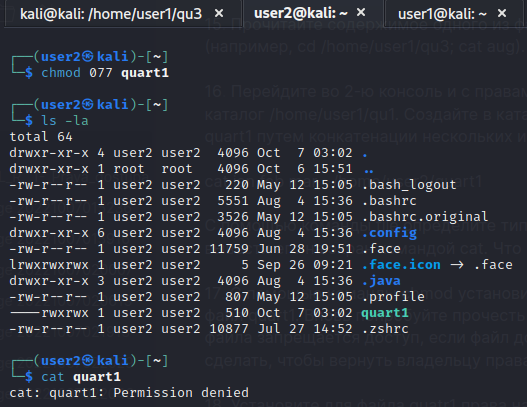 kali@kali: /home/user1/qu3 × user2@kali: ~ × user1@kali: ~ ×
┌──(user2㉿kali)-[~]
└─$ chmod 077 quart1
┌──(user2㉿kali)-[~]
└─$ ls -la
total 64
drwxr-xr-x 4 user2 user2 4096 Oct 7 03:02 .
drwxr-xr-x 1 root root 4096 Oct 6 15:51 ..
-rw-r--r-- 1 user2 user2 220 May 12 15:05 .bash_logout
-rw-r--r-- 1 user2 user2 5551 Aug 4 15:36 .bashrc
-rw-r--r-- 1 user2 user2 3526 May 12 15:05 .bashrc.original
drwxr-xr-x 6 user2 user2 4096 Aug 4 15:36 .config
-rw-r--r-- 1 user2 user2 11759 Jun 28 19:51 .face
lrwxrwxrwx 1 user2 user2 5 Sep 26 09:21 .face.icon -> .face
drwxr-xr-x 3 user2 user2 4096 Aug 4 15:36 .java
-rw-r--r-- 1 user2 user2 807 May 12 15:05 .profile
----rwxrwx 1 user2 user2 510 Oct 7 03:02 quart1
-rw-r--r-- 1 user2 user2 10877 Jul 27 14:52 .zshrc
┌──(user2㉿kali)-[~]
└─$ cat quart1
cat: quart1: Permission denied